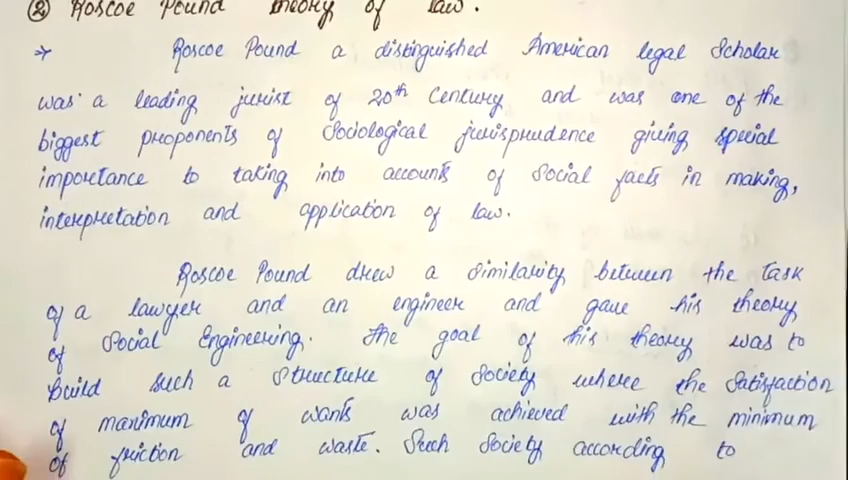 ② Roscoe Pound theory of law.
→ Roscoe Pound a distinguished American legal Scholar
was a leading jurist of 20th Century and was one of the
biggest proponents of Sociological jurisprudence giving special
importance to taking into accounts of Social facts in making,
interpretation and application of law.
Roscoe Pound drew a Similarity between the task
of a lawyer and an engineer and gave his theory
of Social Engineering. The goal of his theory was to
build such a Structure of Society where the Satisfaction
of maximum of wants was achieved with the minimum
of friction and waste. Such Society according to